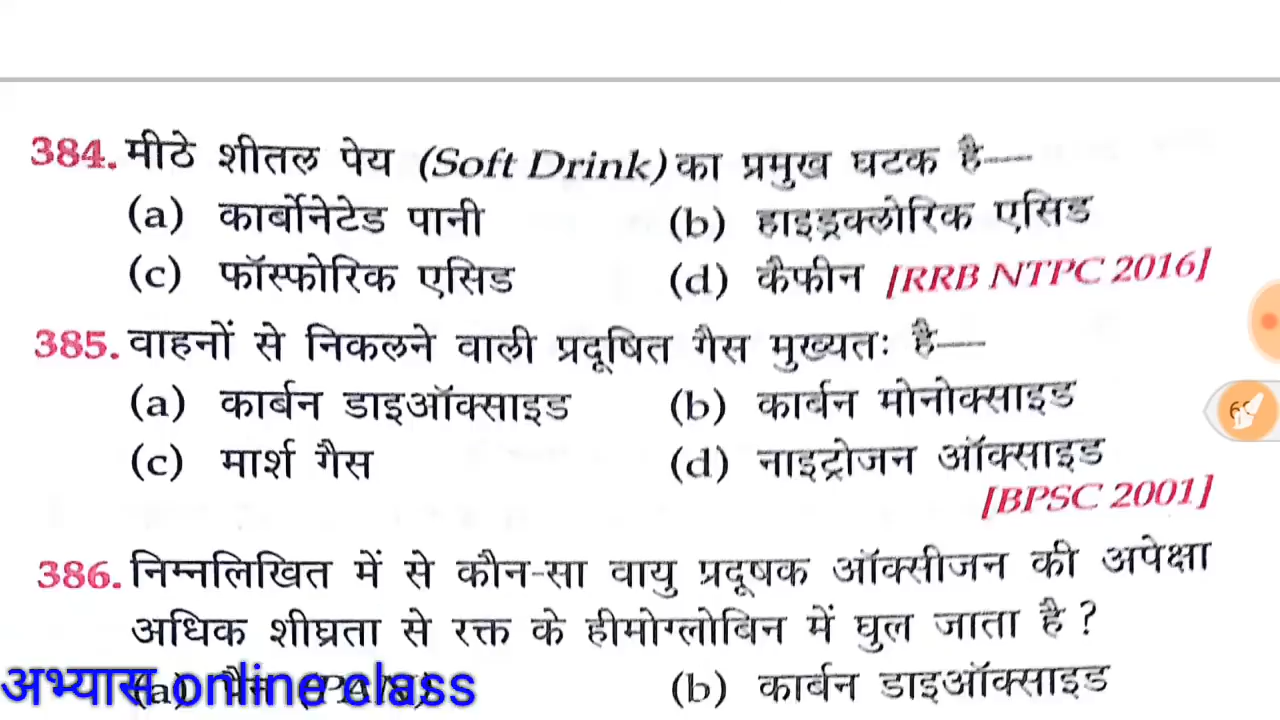 384. मीठे शीतल पेय (Soft Drink) का प्रमुख घटक है—
(a) कार्बोनेटेड पानी (b) हाइड्रक्लोरिक एसिड
(c) फॉस्फोरिक एसिड (d) कैफीन [RRB NTPC 2016]
385. वाहनों से निकलने वाली प्रदूषित गैस मुख्यतः है—
(a) कार्बन डाइऑक्साइड (b) कार्बन मोनोक्साइड
(c) मार्श गैस (d) नाइट्रोजन ऑक्साइड
[BPSC 2001]
386. निम्नलिखित में से कौन-सा वायु प्रदूषक ऑक्सीजन की अपेक्षा
अधिक शीघ्रता से रक्त के हीमोग्लोबिन में घुल जाता है ?
(a) पैन (PAN) (b) कार्बन डाइऑक्साइड
अभ्यास online class